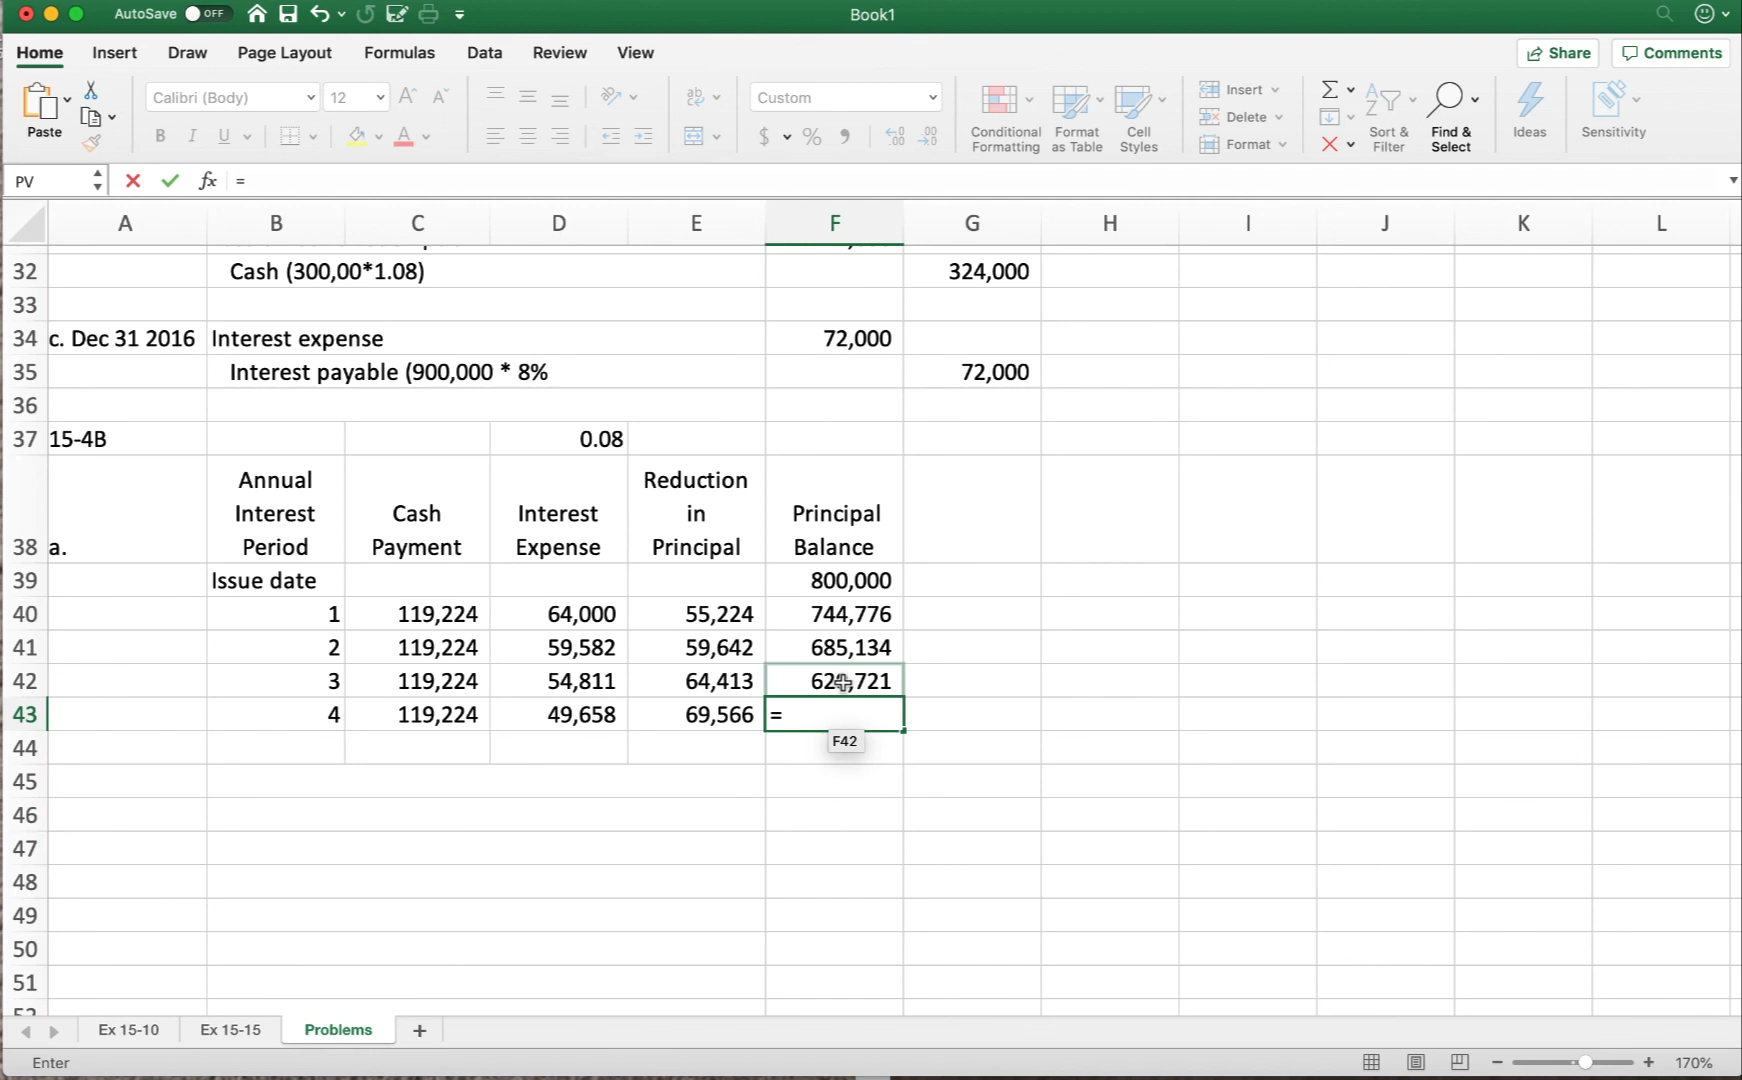 AutoSave OFF Book1
Home Insert Draw Page Layout Formulas Data Review View Share Comments
Paste Calibri (Body) 12 Custom Conditional Formatting Format as Table Cell Styles Insert Delete Format Sort & Filter Find & Select Ideas Sensitivity
PV fx =
A B C D E F G H I J K L
32 Cash (300,00*1.08) 324,000
33
34 c. Dec 31 2016 Interest expense 72,000
35 Interest payable (900,000 * 8% 72,000
36
37 15-4B 0.08
38 a. Annual Interest Period Cash Payment Interest Expense Reduction in Principal Principal Balance
39 Issue date 800,000
40 1 119,224 64,000 55,224 744,776
41 2 119,224 59,582 59,642 685,134
42 3 119,224 54,811 64,413
43 4 119,224 49,658 69,566 =
F42
44
45
46
47
48
49
50
51
Ex 15-10 Ex 15-15 Problems +
Enter 170%